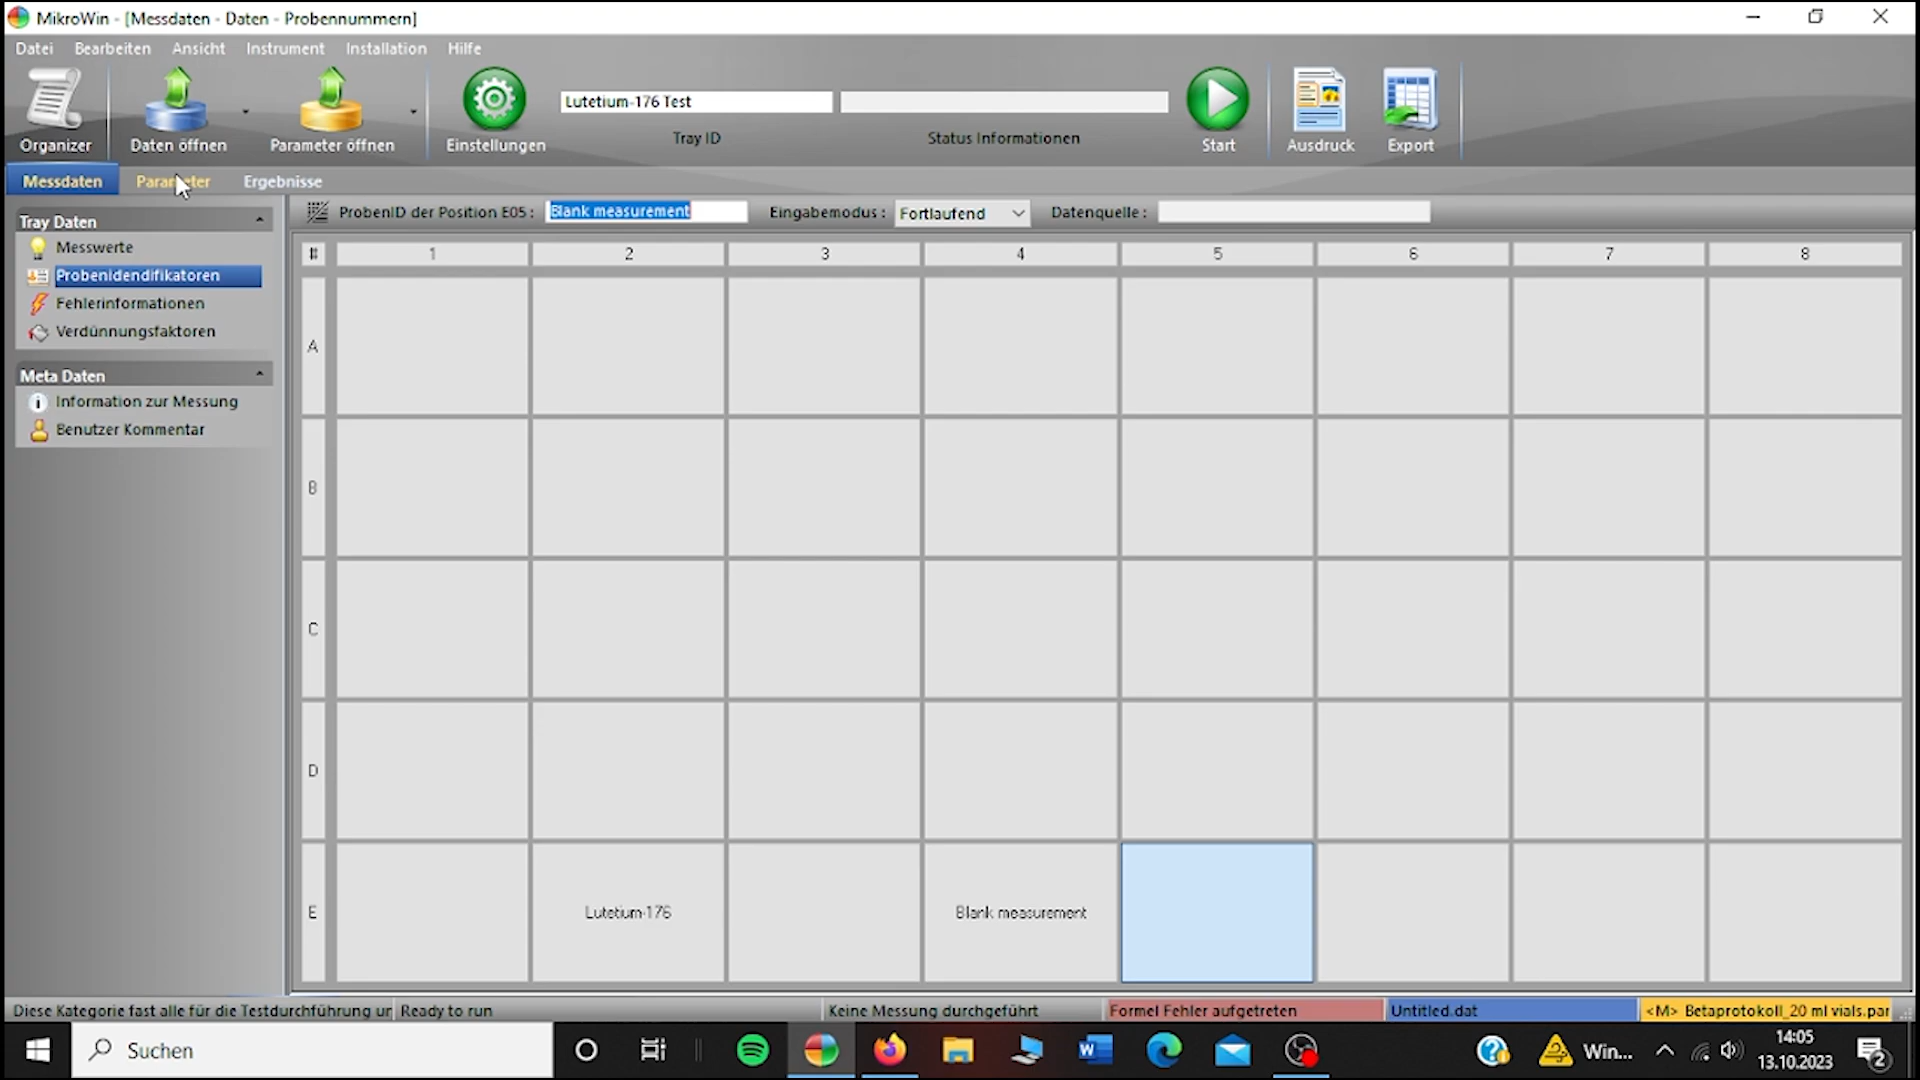 MikroWin - [Messdaten - Daten - Probennummern]
Datei Bearbeiten Ansicht Instrument Installation Hilfe
Lutetium-176 Test
Tray ID Status Informationen
Organizer Daten öffnen Parameter öffnen Einstellungen Start Ausdruck Export
Messdaten Parameter Ergebnisse
Tray Daten
Messwerte
Probenidendifikatoren
Fehlerinformationen
Verdünnungsfaktoren
Meta Daten
Information zur Messung
Benutzer Kommentar
ProbenID der Position E05 : Blank measurement Eingabemodus : Fortlaufend Datenquelle :
# 1 2 3 4 5 6 7 8
A
B
C
D
E Lutetium-176 Blank measurement
Diese Kategorie fast alle für die Testdurchführung ur Ready to run Keine Messung durchgeführt Formel Fehler aufgetreten Untitled.dat <M> Betaprotokoll_20 ml vials.par
Suchen Win... 14:05
13.10.2023
2